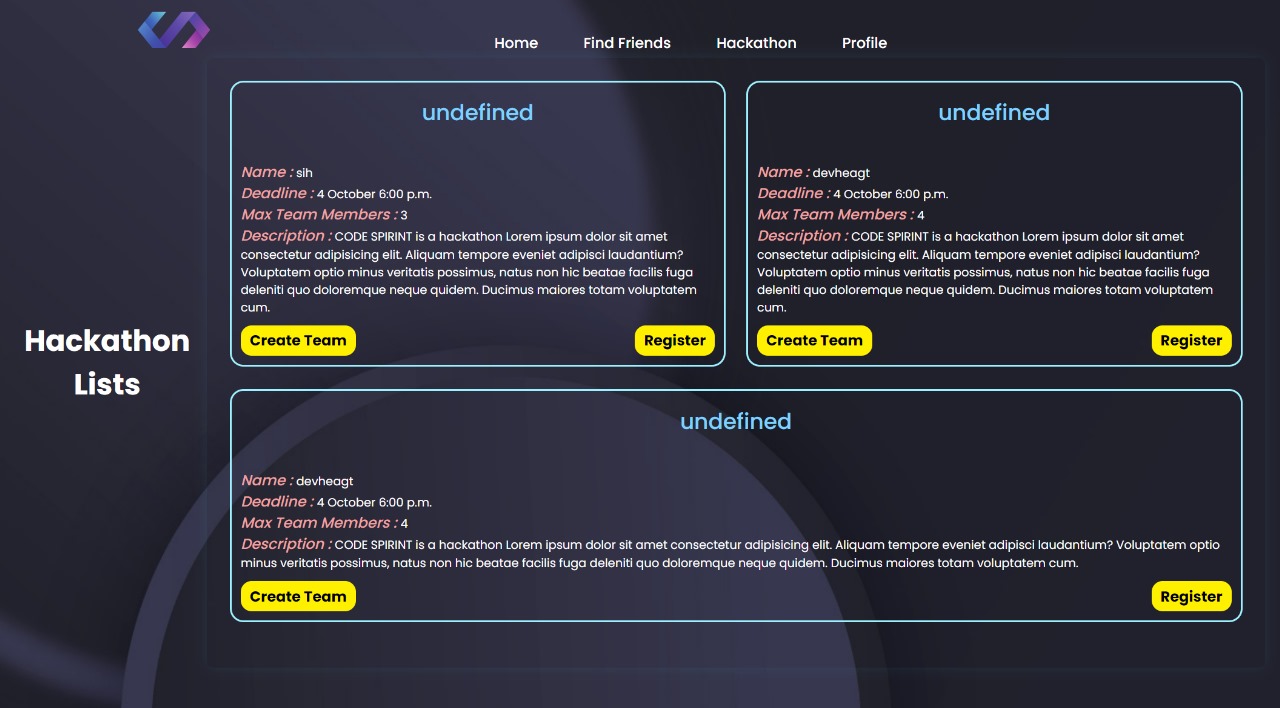 Home Find Friends Hackathon Profile
Hackathon
Lists
undefined
Name : sih
Deadline : 4 October 6:00 p.m.
Max Team Members : 3
Description : CODE SPIRINT is a hackathon Lorem ipsum dolor sit amet
consectetur adipisicing elit. Aliquam tempore eveniet adipisci laudantium?
Voluptatem optio minus veritatis possimus, natus non hic beatae facilis fuga
deleniti quo doloremque neque quidem. Ducimus maiores totam voluptatem
cum.
Create Team Register
undefined
Name : devheagt
Deadline : 4 October 6:00 p.m.
Max Team Members : 4
Description : CODE SPIRINT is a hackathon Lorem ipsum dolor sit amet
consectetur adipisicing elit. Aliquam tempore eveniet adipisci laudantium?
Voluptatem optio minus veritatis possimus, natus non hic beatae facilis fuga
deleniti quo doloremque neque quidem. Ducimus maiores totam voluptatem
cum.
Create Team Register
undefined
Name : devheagt
Deadline : 4 October 6:00 p.m.
Max Team Members : 4
Description : CODE SPIRINT is a hackathon Lorem ipsum dolor sit amet consectetur adipisicing elit. Aliquam tempore eveniet adipisci laudantium? Voluptatem optio
minus veritatis possimus, natus non hic beatae facilis fuga deleniti quo doloremque neque quidem. Ducimus maiores totam voluptatem cum.
Create Team Register